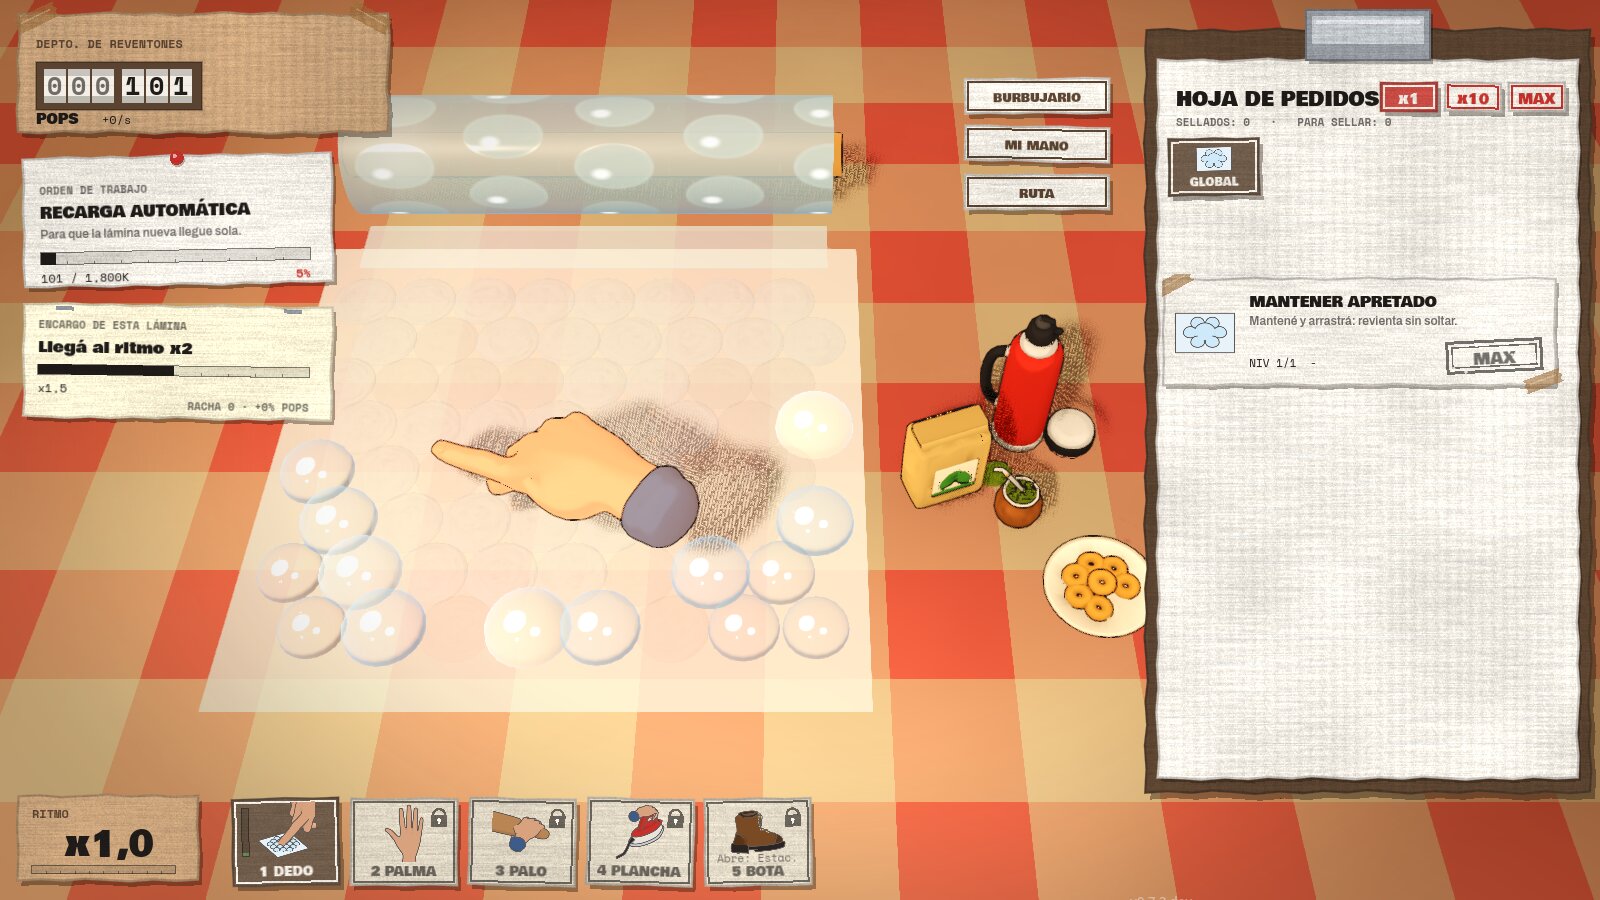 DEPTO. DE REVENTONES
000101
POPS +0/s
ORDEN DE TRABAJO
RECARGA AUTOMÁTICA
Para que la lámina nueva llegue sola.
101 / 1.800K 5%
ENCARGO DE ESTA LÁMINA
Llegá al ritmo x2
x1.5
RACHA 0 - +0% POPS
BURBUJARIO
MI MANO
RUTA
HOJA DE PEDIDOS x1 x10 MAX
SELLADOS: 0 · PARA SELLAR: 0
GLOBAL
MANTENER APRETADO
Mantené y arrastrá: revienta sin soltar.
NIV 1/1 -
MAX
RITMO
x1,0
1 DEDO
2 PALMA
3 PALO
4 PLANCHA
Abre: Estac.
5 BOTA